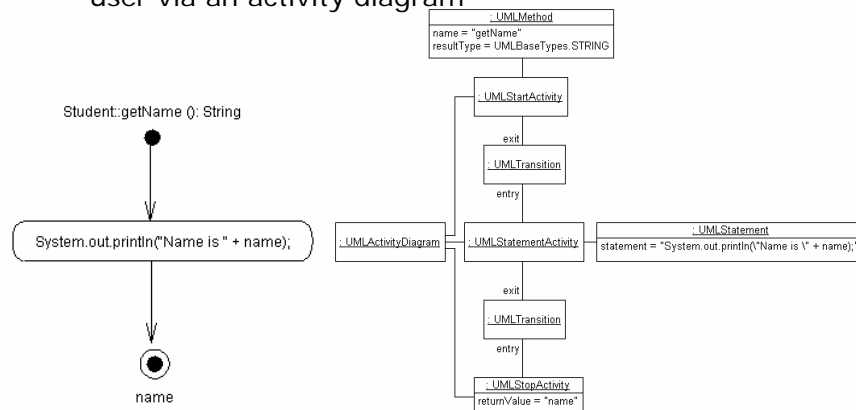 user via an activity diagram
Student::getName (): String
System.out.println("Name is " + name);
name
: UMLMethod
name = "getName"
resultType = UMLBaseTypes.STRING
: UMLStartActivity
exit
: UMLTransition
entry
: UMLActivityDiagram
: UMLStatementActivity
: UMLStatement
statement = "System.out.println(\"Name is \" + name);"
exit
: UMLTransition
entry
: UMLStopActivity
returnValue = "name"